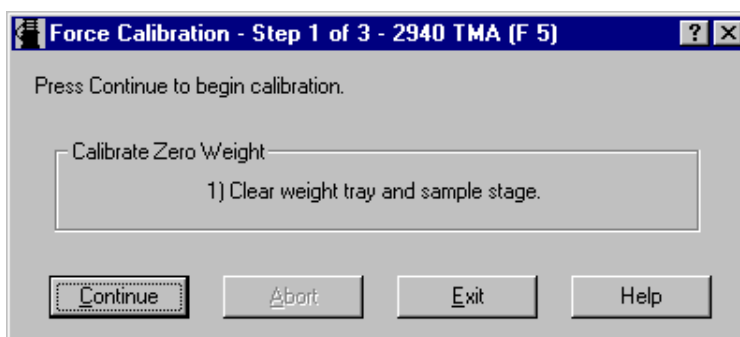 Force Calibration - Step 1 of 3 - 2940 TMA (F 5)
Press Continue to begin calibration.
Calibrate Zero Weight
1) Clear weight tray and sample stage.
Continue Abort Exit Help